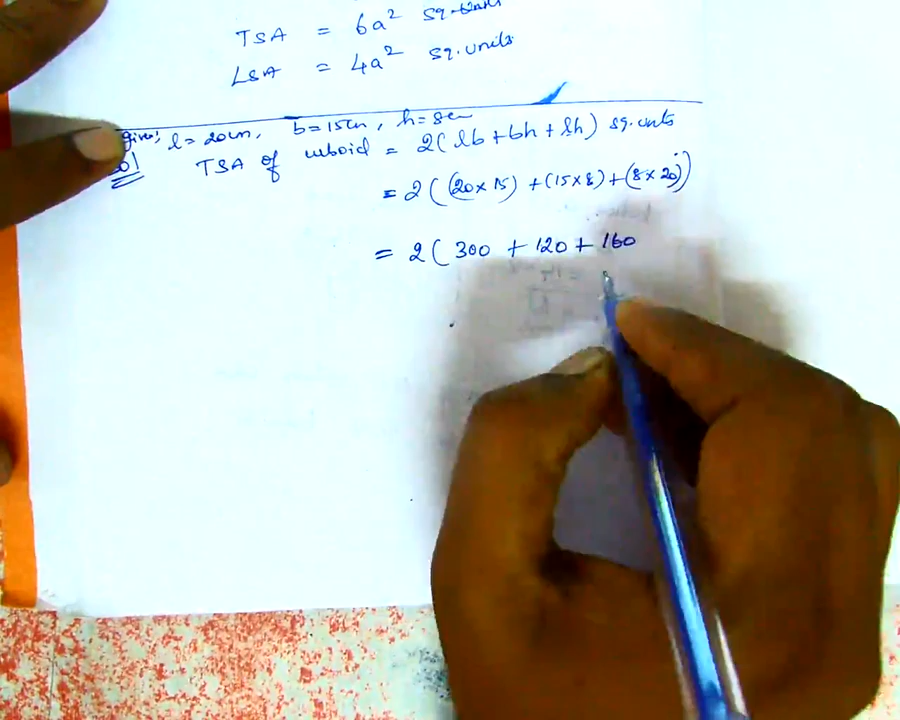 TSA = 6a² sq. units
LSA = 4a² sq. units
given; l = 20cm, b = 15cm, h = 8cm
Sol TSA of cuboid = 2(lb + bh + lh) sq. units
= 2((20 × 15) + (15 × 8) + (8 × 20))
= 2(300 + 120 + 160